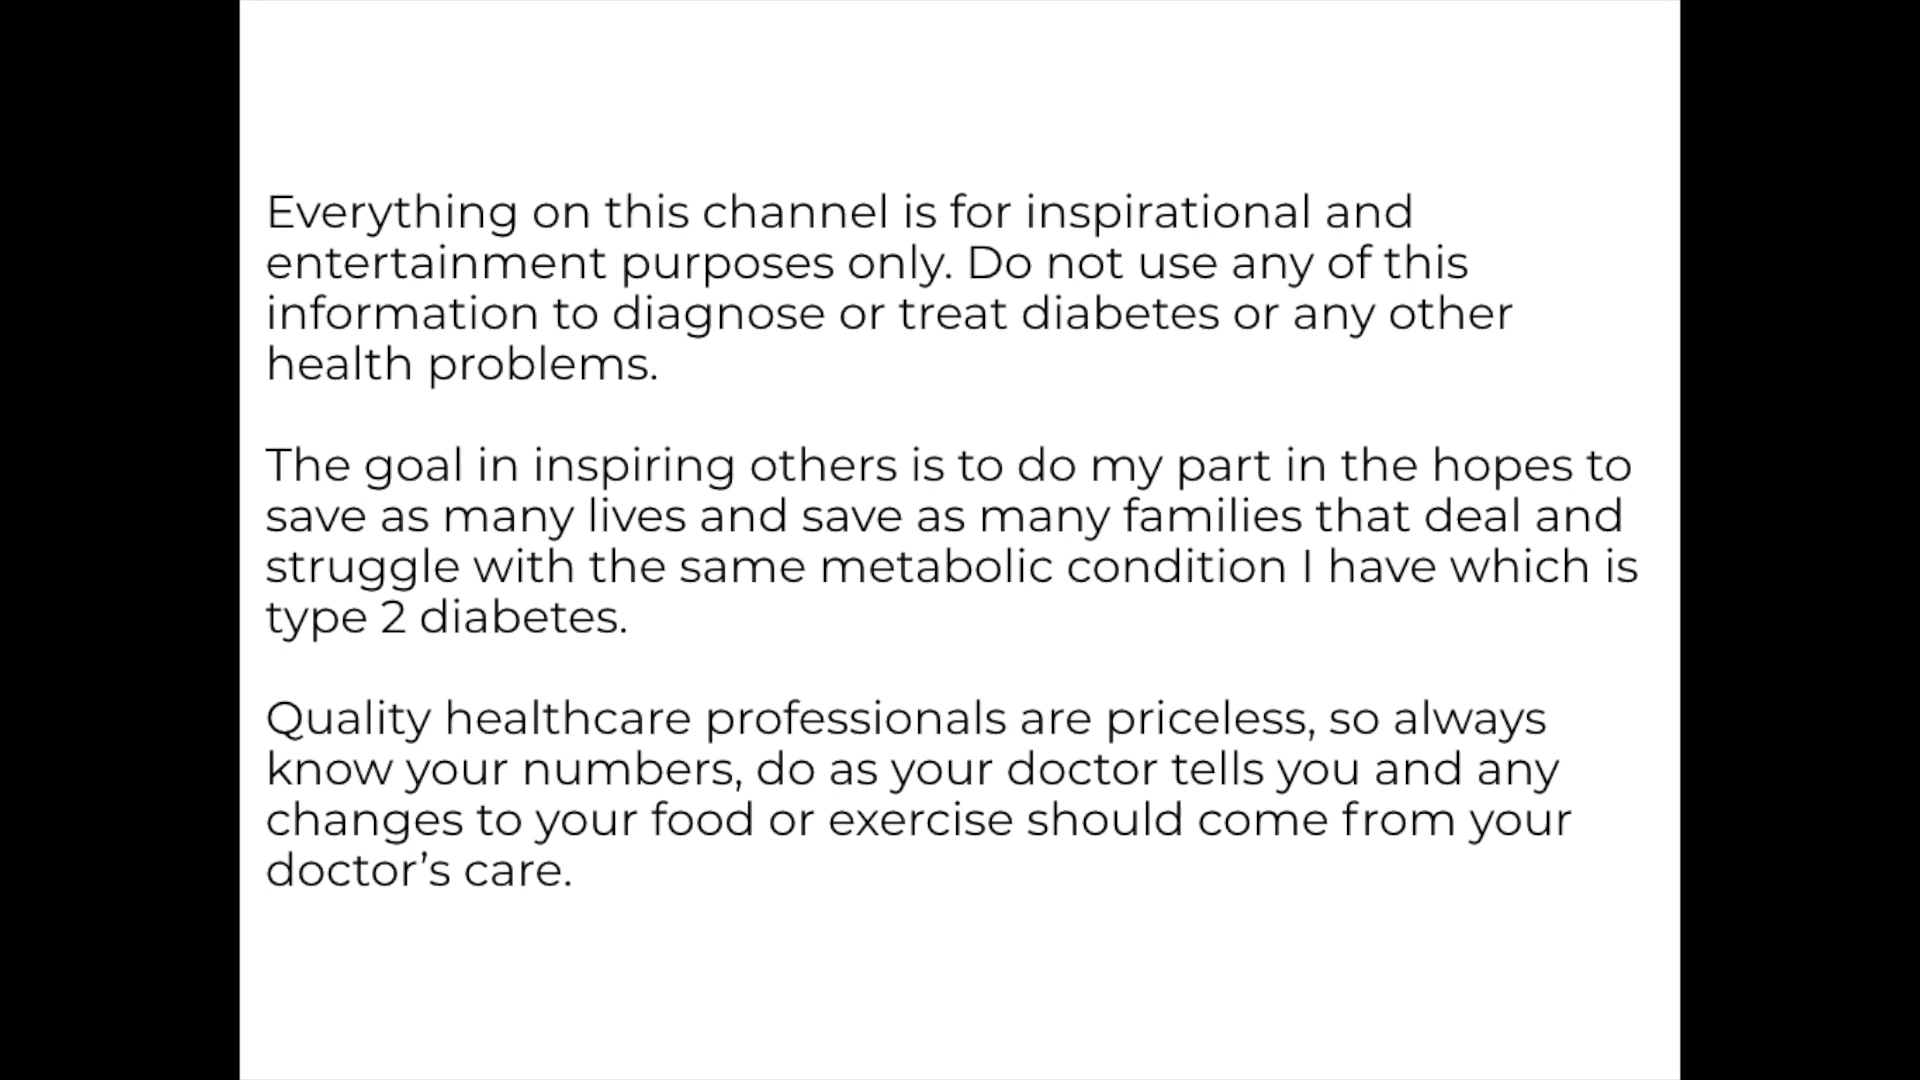 Everything on this channel is for inspirational and
entertainment purposes only. Do not use any of this
information to diagnose or treat diabetes or any other
health problems.
The goal in inspiring others is to do my part in the hopes to
save as many lives and save as many families that deal and
struggle with the same metabolic condition I have which is
type 2 diabetes.
Quality healthcare professionals are priceless, so always
know your numbers, do as your doctor tells you and any
changes to your food or exercise should come from your
doctor’s care.